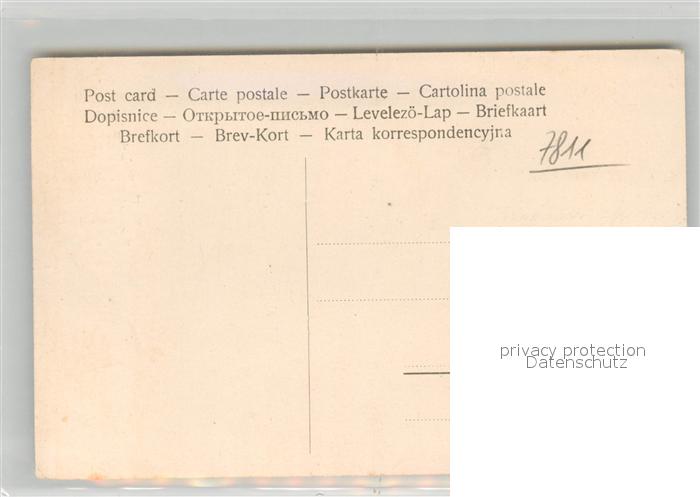 Post card — Carte postale — Postkarte — Cartolina postale
Dopisnice — Открытое-письмо — Levelezö-Lap — Briefkaart
Brefkort — Brev-Kort — Karta korrespondencyjna
7811
privacy protection
Datenschutz